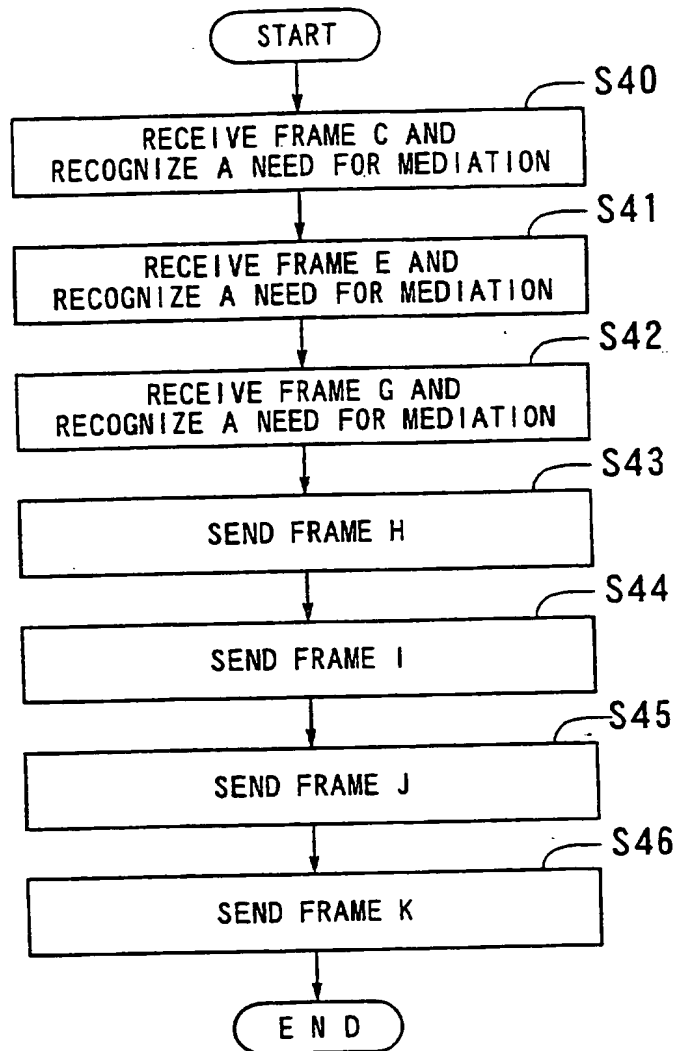 START
S40
RECEIVE FRAME C AND
RECOGNIZE A NEED FOR MEDIATION
S41
RECEIVE FRAME E AND
RECOGNIZE A NEED FOR MEDIATION
S42
RECEIVE FRAME G AND
RECOGNIZE A NEED FOR MEDIATION
S43
SEND FRAME H
S44
SEND FRAME I
S45
SEND FRAME J
S46
SEND FRAME K
END